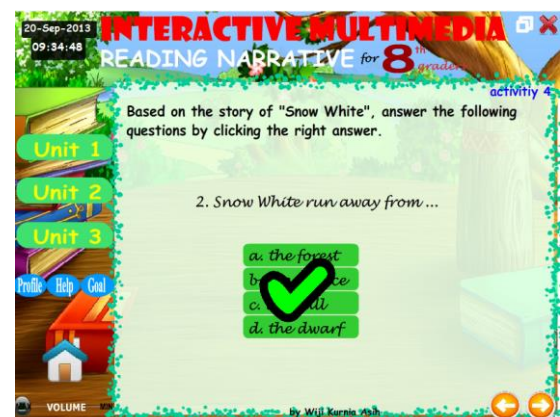 20-Sep-2013
09:34:48
INTERACTIVE MULTIMEDIA
READING NARRATIVE for 8th graders
activitiy 4
Based on the story of "Snow White", answer the following
questions by clicking the right answer.
Unit 1
Unit 2
Unit 3
Profile Help Goal
2. Snow White run away from ...
a. the forest
b.
c.
d. the dwarf
VOLUME
by Wiji Kurnia Asih